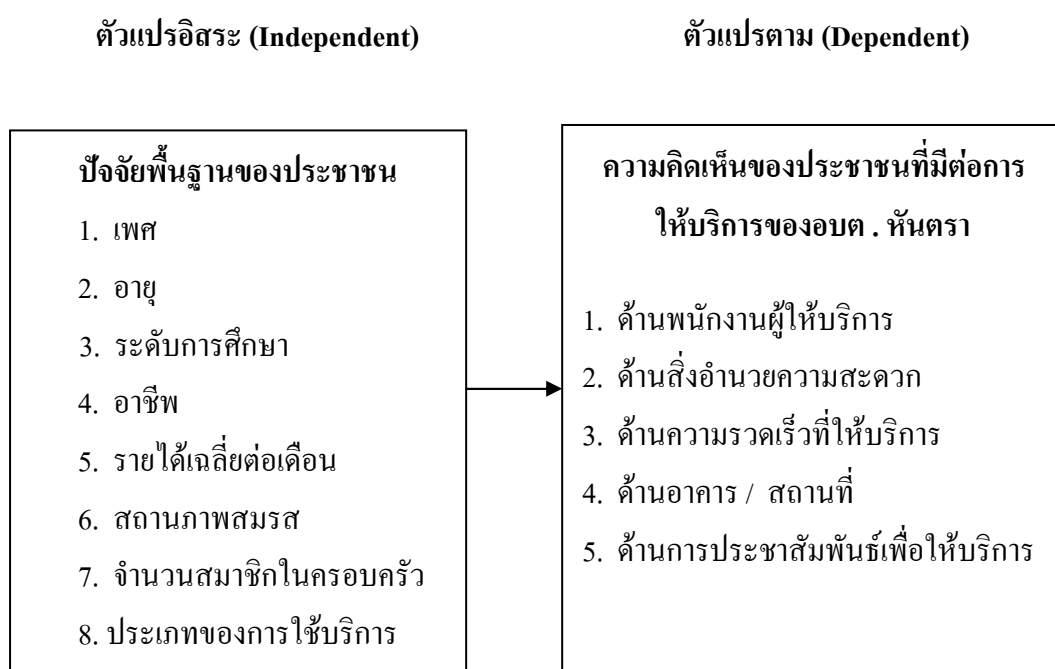 ตัวแปรอิสระ (Independent)
ตัวแปรตาม (Dependent)
ปัจจัยพื้นฐานของประชาชน
1. เพศ
2. อายุ
3. ระดับการศึกษา
4. อาชีพ
5. รายได้เฉลี่ยต่อเดือน
6. สถานภาพสมรส
7. จำนวนสมาชิกในครอบครัว
8. ประเภทของการใช้บริการ
ความคิดเห็นของประชาชนที่มีต่อการ
ให้บริการของอบต . หันตรา
1. ด้านพนักงานผู้ให้บริการ
2. ด้านสิ่งอำนวยความสะดวก
3. ด้านความรวดเร็วที่ให้บริการ
4. ด้านอาคาร / สถานที่
5. ด้านการประชาสัมพันธ์เพื่อให้บริการ